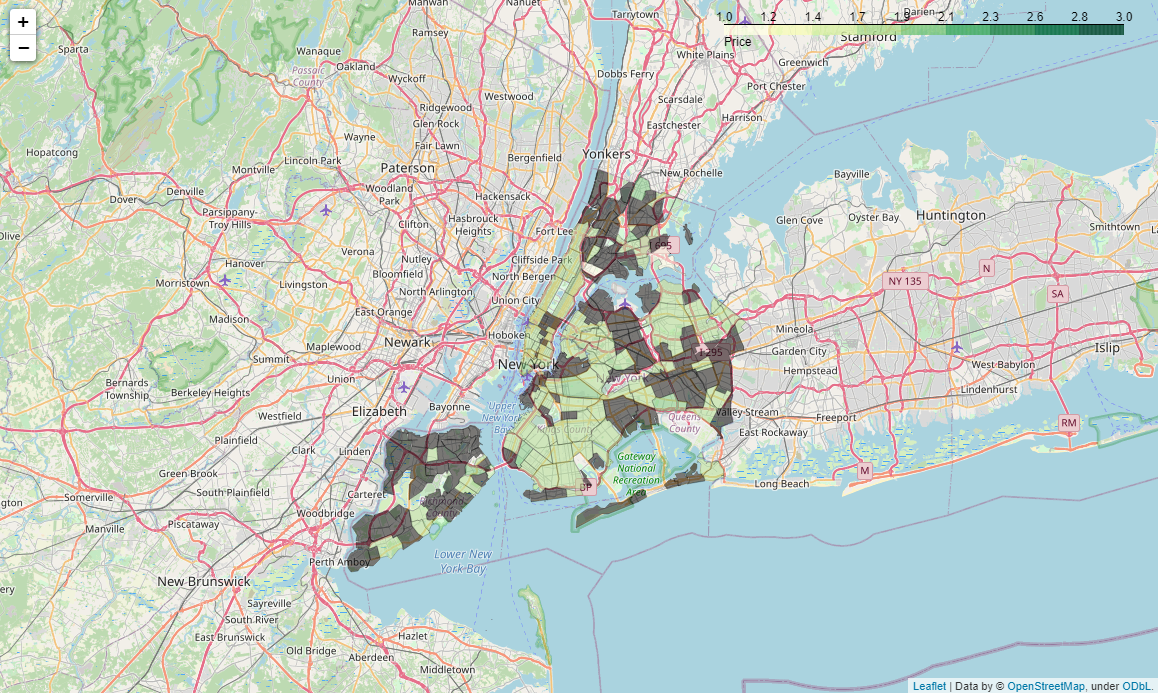 +
−
1.0 1.2 1.4 1.7 1.9 2.1 2.3 2.6 2.8 3.0
Price
Nanuet
Tarrytown
Darien
Sparta
Ramsey
Stamford
Wanaque
Oakland
White Plains
Greenwich
Passaic
County
Wyckoff
Dobbs Ferry
Port Chester
Westwood
Ridgewood
Scarsdale
Harrison
Glen Rock
Eastchester
Wayne
Fair Lawn
Hopatcong
Lincoln Park
Bergenfield
Yonkers
Montville
Paterson
New Rochelle
Bayville
Denville
Woodland
Park
Hackensack
Dover
Parsippany-
Troy Hills
Clifton
Hasbrouck
Heights
Fort Lee
Glen Cove
Oyster Bay
Huntington
Smithtown
Olive
Verona
Nutley
Cliffside Park
I 695
Hanover
Bloomfield
North Bergen
N
Morristown
Livingston
North Arlington
Union City
NY 135
SA
East Orange
Madison
Hoboken
Mineola
Maplewood
Newark
I 295
Garden City
Islip
Summit
New York
Hempstead
West Babylon
Bernards
Township
Union
New York
Berkeley Heights
Lindenhurst
Elizabeth
Bayonne
Upper
New York
Bay
Valley Stream
Freeport
Westfield
Kings County
Queens
County
RM
East Rockaway
Plainfield
Clark
Linden
Gateway
National
Recreation
Area
M
Green Brook
Long Beach
South Plainfield
Carteret
BP
Somerville
Richmond
County
Woodbridge
Manville
Piscataway
Perth Amboy
Lower New
York Bay
New Brunswick
Sayreville
South River
East Brunswick
Hazlet
Old Bridge
Aberdeen
Middletown
Leaflet | Data by © OpenStreetMap, under ODbL.